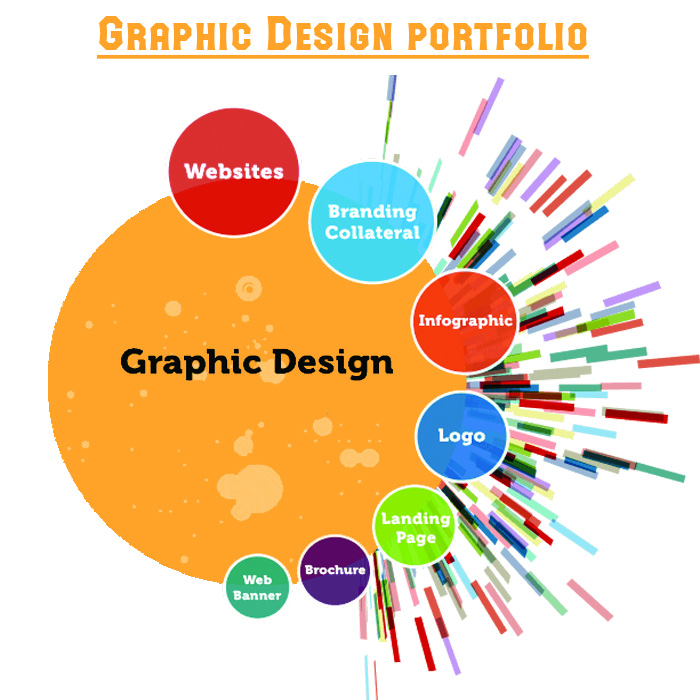 Graphic Design portfolio
Websites
Branding
Collateral
Infographic
Graphic Design
Logo
Landing
Page
Brochure
Web
Banner